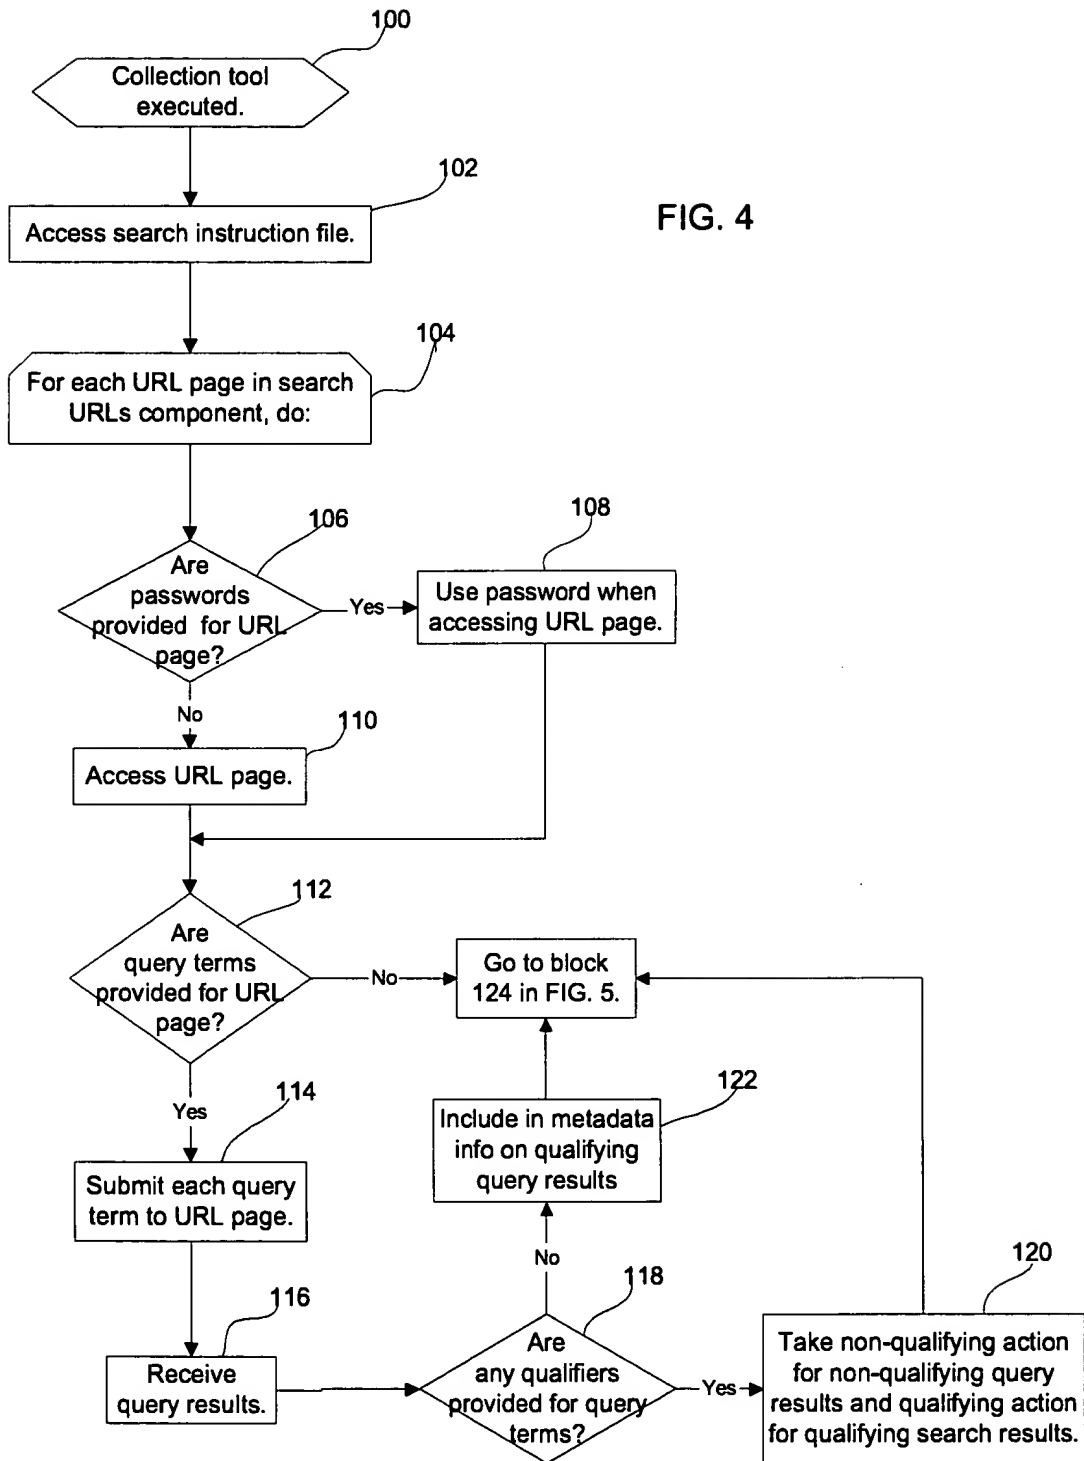 100
Collection tool
executed.
102
Access search instruction file.
FIG. 4
104
For each URL page in search
URLs component, do:
106
Are
passwords
provided for URL
page?
Yes
108
Use password when
accessing URL page.
No
110
Access URL page.
112
Are
query terms
provided for URL
page?
No
Go to block
124 in FIG. 5.
Yes
114
Submit each query
term to URL page.
122
Include in metadata
info on qualifying
query results
No
116
Receive
query results.
118
Are
any qualifiers
provided for query
terms?
Yes
120
Take non-qualifying action
for non-qualifying query
results and qualifying action
for qualifying search results.